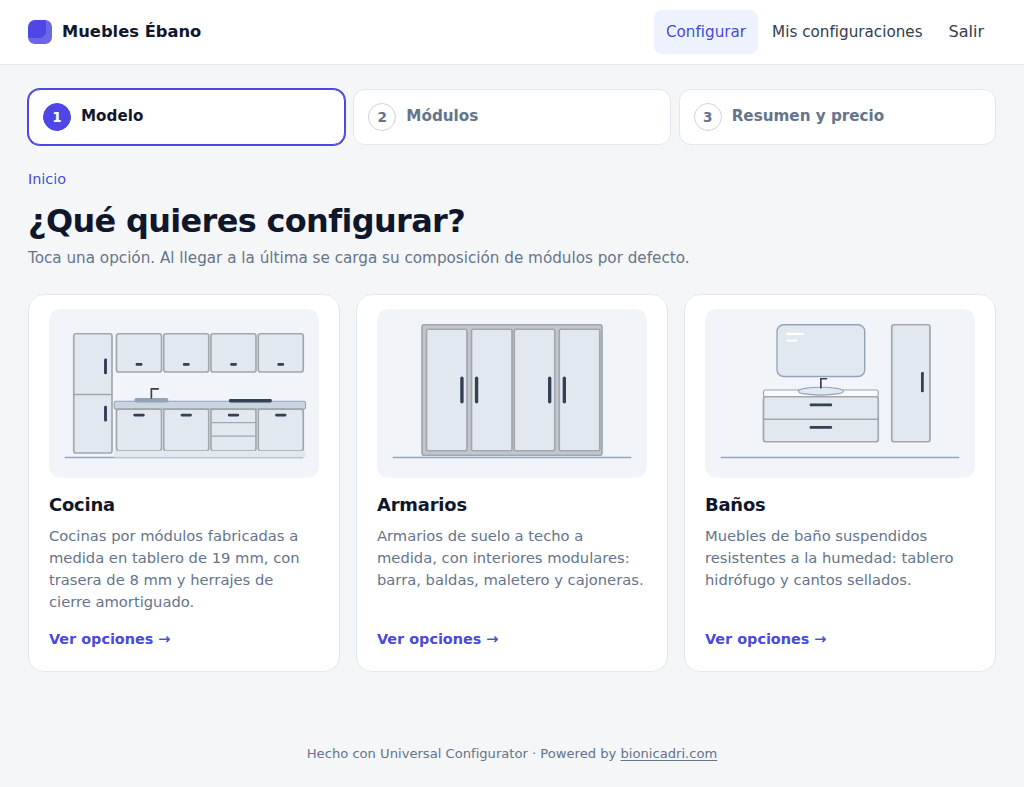 Muebles Ébano
Configurar
Mis configuraciones
Salir
1 Modelo
2 Módulos
3 Resumen y precio
Inicio
¿Qué quieres configurar?
Toca una opción. Al llegar a la última se carga su composición de módulos por defecto.
Cocina
Cocinas por módulos fabricadas a
medida en tablero de 19 mm, con
trasera de 8 mm y herrajes de
cierre amortiguado.
Ver opciones →
Armarios
Armarios de suelo a techo a
medida, con interiores modulares:
barra, baldas, maletero y cajoneras.
Ver opciones →
Baños
Muebles de baño suspendidos
resistentes a la humedad: tablero
hidrófugo y cantos sellados.
Ver opciones →
Hecho con Universal Configurator · Powered by bionicadri.com